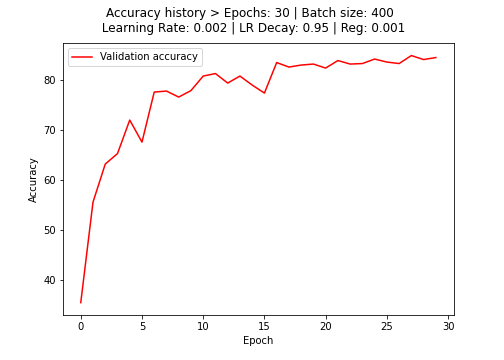 Accuracy history > Epochs: 30 | Batch size: 400
Learning Rate: 0.002 | LR Decay: 0.95 | Reg: 0.001
Validation accuracy
80
70
60
50
40
Accuracy
0 5 10 15 20 25 30
Epoch